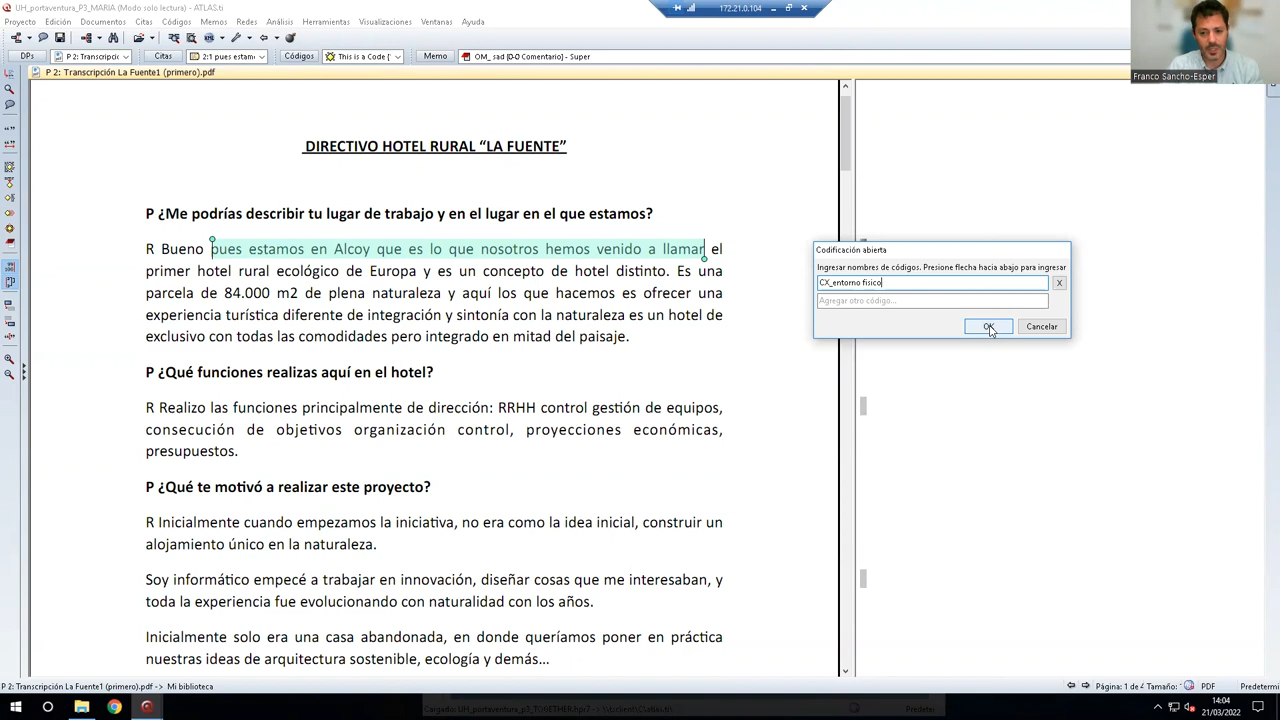 UH_portaventura_P3_MARIA (Modo solo lectura) - ATLAS.ti
172.21.0.104
Proyecto Edición Documentos Citas Códigos Memos Redes Análisis Herramientas Visualizaciones Ventanas Ayuda
DPs P 2: Transcripció Citas 2:1 pues estamo Códigos This is a Code { Memo OM_ sad [0-0 Comentario] - Super
P 2: Transcripción La Fuente1 (primero).pdf
Franco Sancho-Esper
DIRECTIVO HOTEL RURAL “LA FUENTE”
P ¿Me podrías describir tu lugar de trabajo y en el lugar en el que estamos?
R Bueno pues estamos en Alcoy que es lo que nosotros hemos venido a llamar el
primer hotel rural ecológico de Europa y es un concepto de hotel distinto. Es una
parcela de 84.000 m2 de plena naturaleza y aquí los que hacemos es ofrecer una
experiencia turística diferente de integración y sintonía con la naturaleza es un hotel de
exclusivo con todas las comodidades pero integrado en mitad del paisaje.
P ¿Qué funciones realizas aquí en el hotel?
R Realizo las funciones principalmente de dirección: RRHH control gestión de equipos,
consecución de objetivos organización control, proyecciones económicas,
presupuestos.
P ¿Qué te motivó a realizar este proyecto?
R Inicialmente cuando empezamos la iniciativa, no era como la idea inicial, construir un
alojamiento único en la naturaleza.
Soy informático empecé a trabajar en innovación, diseñar cosas que me interesaban, y
toda la experiencia fue evolucionando con naturalidad con los años.
Inicialmente solo era una casa abandonada, en donde queríamos poner en práctica
nuestras ideas de arquitectura sostenible, ecología y demás...
Codificación abierta
Ingresar nombres de códigos. Presione flecha hacia abajo para ingresar
CX_entorno fisico
X
Agregar otro código...
OK Cancelar
P 2: Transcripción La Fuente1 (primero).pdf -> Mi biblioteca
Página: 1 de 4 Tamaño: PDF Predetermi
14:04
21/03/2022